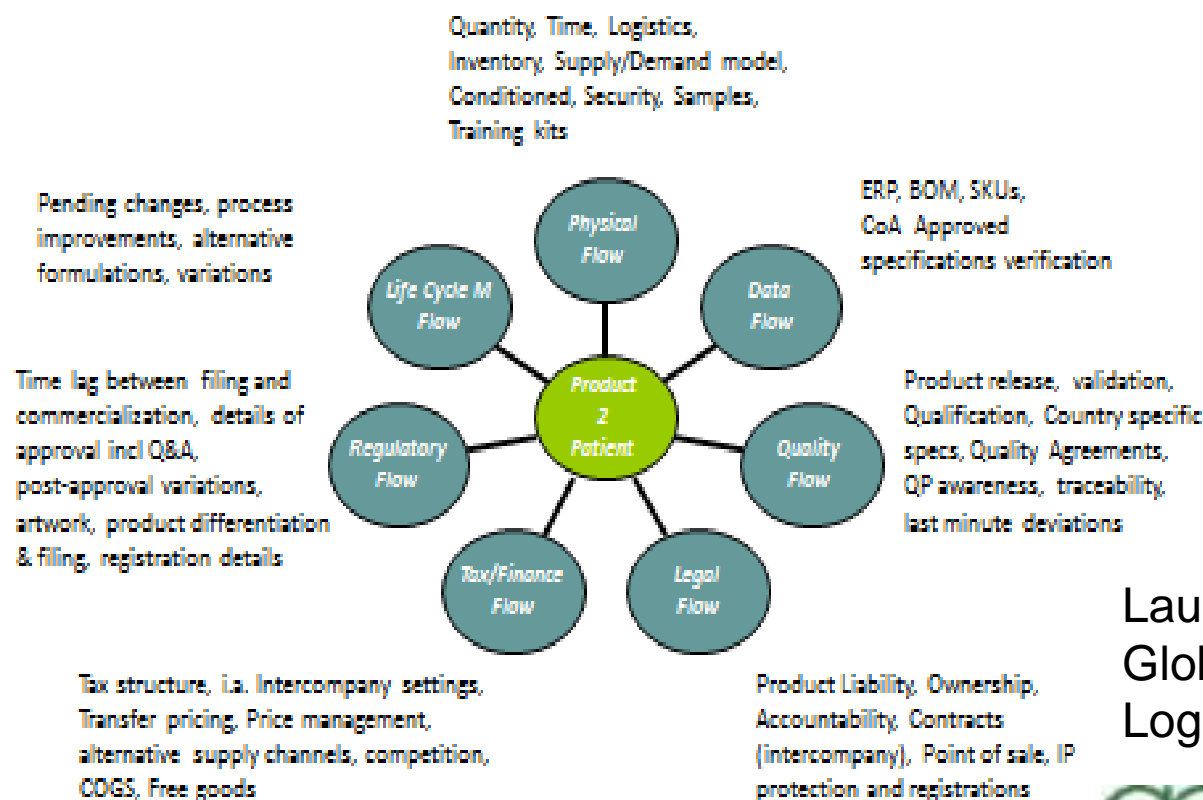 Quantity, Time, Logistics,
Inventory, Supply/Demand model,
Conditioned, Security, Samples,
Training kits
Pending changes, process
improvements, alternative
formulations, variations
ERP, BOM, SKUs,
CoA Approved
specifications verification
Physical
Flow
Life Cycle M
Flow
Data
Flow
Product
2
Patient
Time lag between filing and
commercialization, details of
approval incl Q&A,
post-approval variations,
artwork, product differentiation
& filing, registration details
Regulatory
Flow
Quality
Flow
Product release, validation,
Qualification, Country specific
specs, Quality Agreements,
QP awareness, traceability,
last minute deviations
Tax/Finance
Flow
Legal
Flow
Tax structure, i.a. Intercompany settings,
Transfer pricing, Price management,
alternative supply channels, competition,
COGS, Free goods
Product Liability, Ownership,
Accountability, Contracts
(intercompany), Point of sale, IP
protection and registrations
Lau
Glo
Log